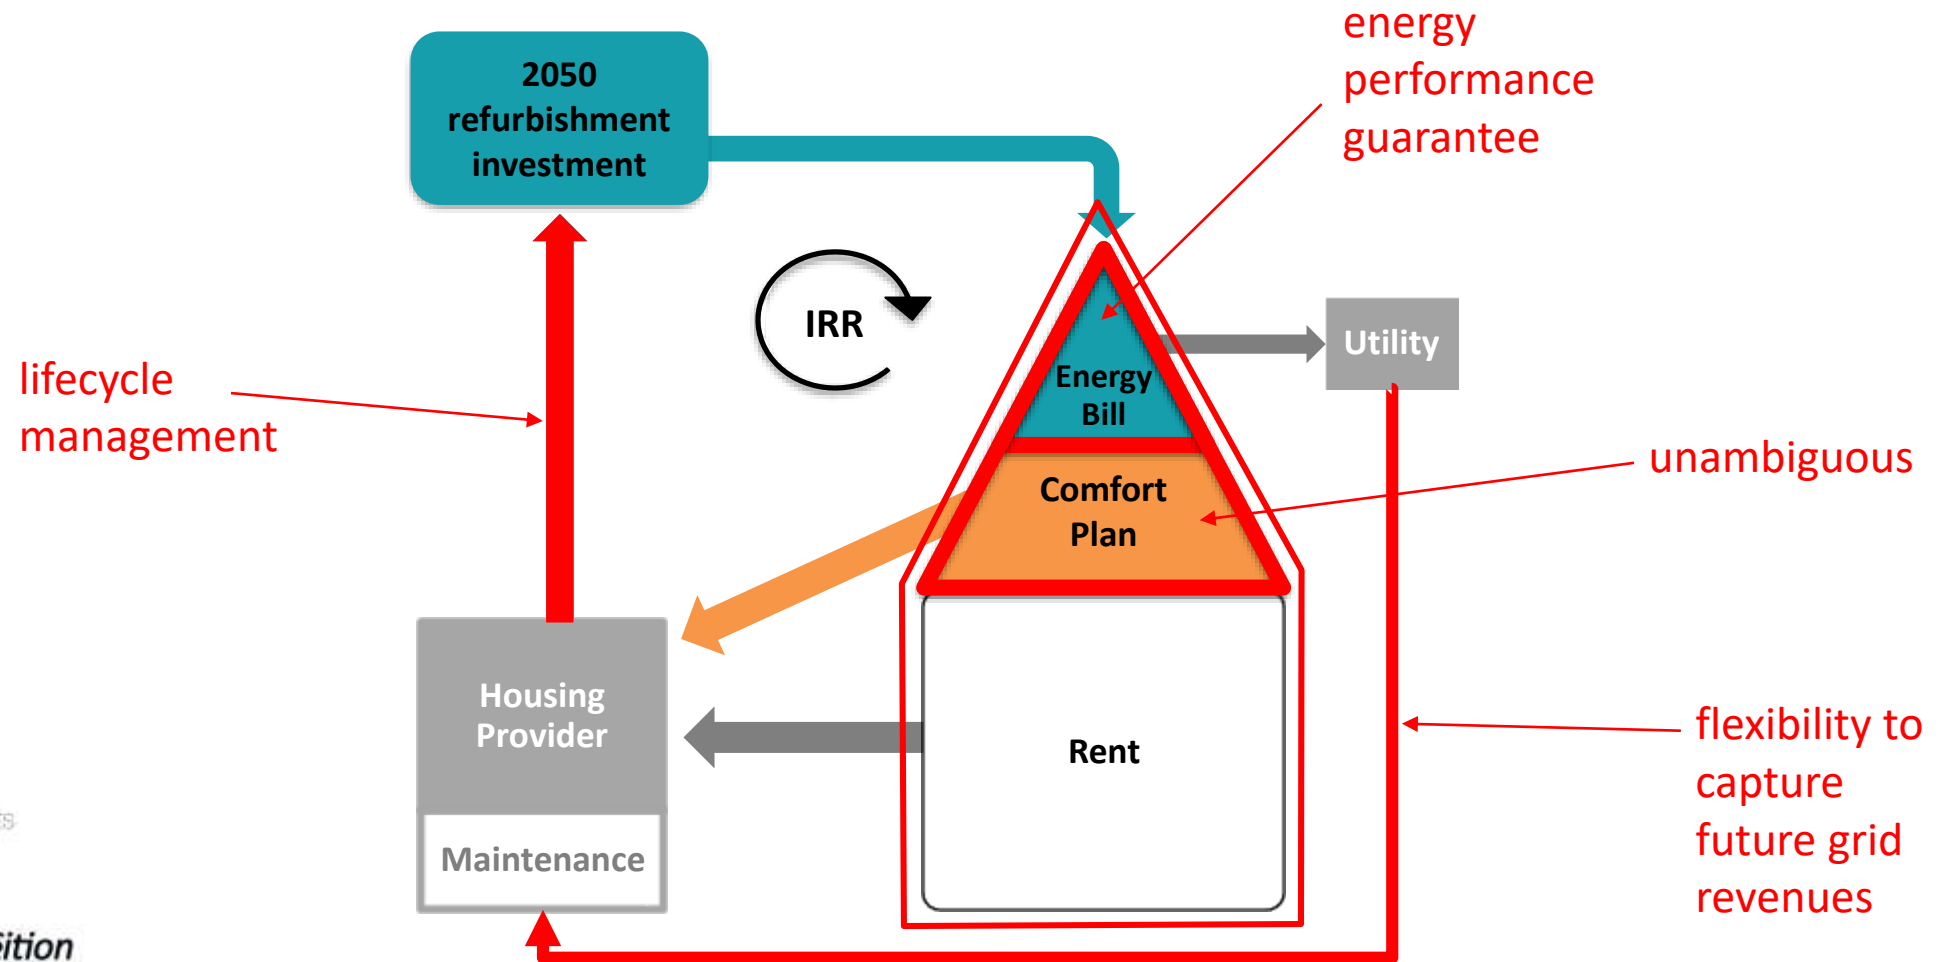 2050
refurbishment
investment
energy
performance
guarantee
IRR
Utility
Energy
Bill
lifecycle
management
unambiguous
Comfort
Plan
Housing
Provider
Rent
flexibility to
capture
future grid
revenues
Maintenance